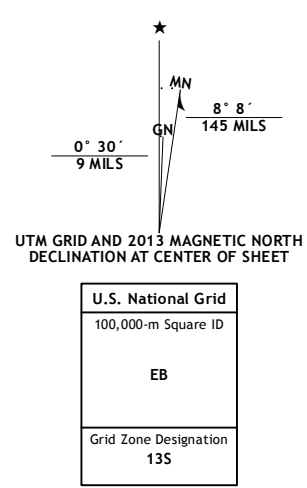 ★
MN
8° 8´
GN
145 MILS
0° 30´
9 MILS
UTM GRID AND 2013 MAGNETIC NORTH
DECLINATION AT CENTER OF SHEET
U.S. National Grid
100,000-m Square ID
EB
Grid Zone Designation
13S